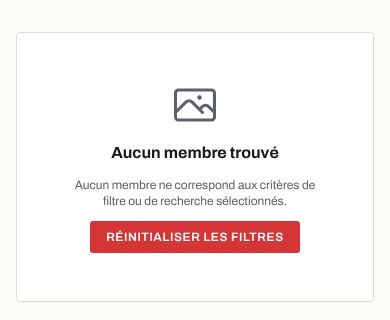 Aucun membre trouvé
Aucun membre ne correspond aux critères de
filtre ou de recherche sélectionnés.
RÉINITIALISER LES FILTRES